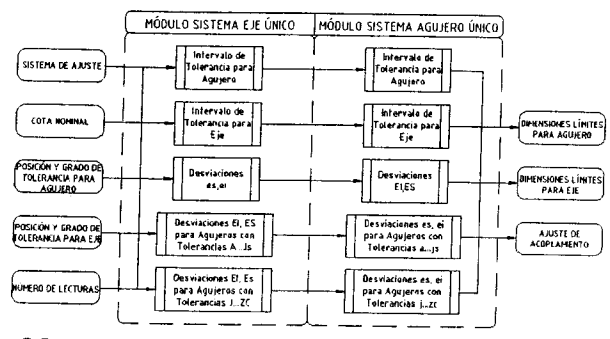 MÓDULO SISTEMA EJE ÚNICO
MÓDULO SISTEMA AGUJERO ÚNICO
SISTEMA DE AJUSTE
Intervalo de
Tolerancia para
Agujero
Intervalo de
Tolerancia para
Agujero
COTA NOMINAL
Intervalo de
Tolerancia para
Eje
Intervalo de
Tolerancia para
Eje
DIMENSIONES LÍMITES
PARA AGUJERO
POSICIÓN Y GRADO DE
TOLERANCIA PARA
AGUJERO
Desviaciones
es,ei
Desviaciones
EI,ES
DIMENSIONES LÍMITES
PARA EJE
POSICIÓN Y GRADO DE
TOLERANCIA PARA EJE
Desviaciones EI, ES
para Agujeros con
Tolerancias A...Js
Desviaciones es, ei
para Agujeros con
Tolerancias a...js
AJUSTE DE
ACOPLAMENTO
NUMERO DE LECTURAS
Desviaciones EI, Es
para Agujeros con
Tolerancias J...ZC
Desviaciones es, ei
para Agujeros con
Tolerancias j...zc